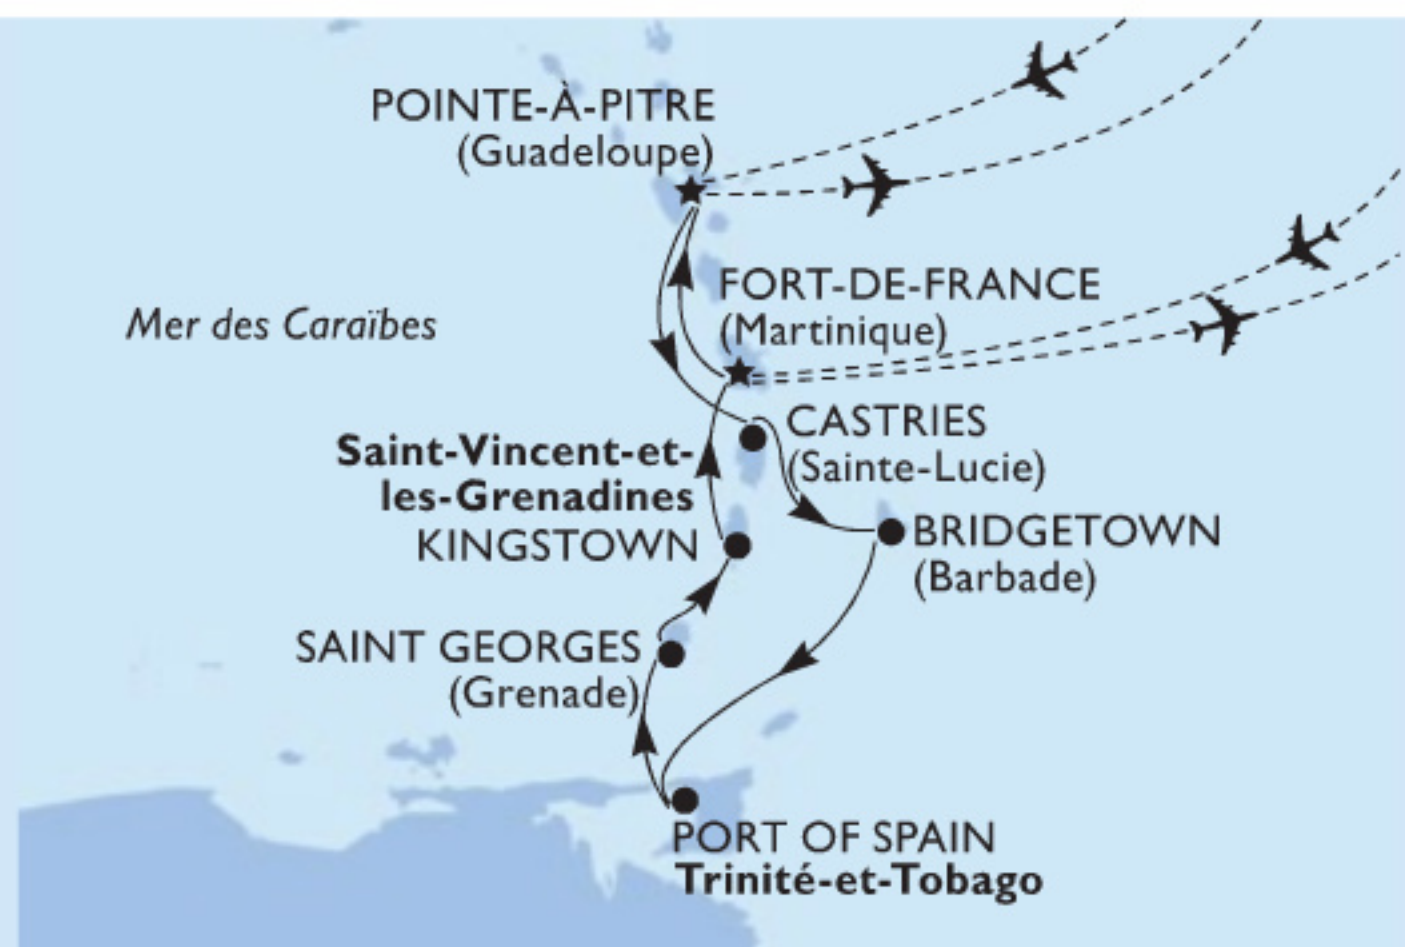 POINTE-À-PITRE
(Guadeloupe)
FORT-DE-FRANCE
(Martinique)
Mer des Caraïbes
CASTRIES
(Sainte-Lucie)
Saint-Vincent-et-
les-Grenadines
KINGSTOWN
BRIDGETOWN
(Barbade)
SAINT GEORGES
(Grenade)
PORT OF SPAIN
Trinité-et-Tobago